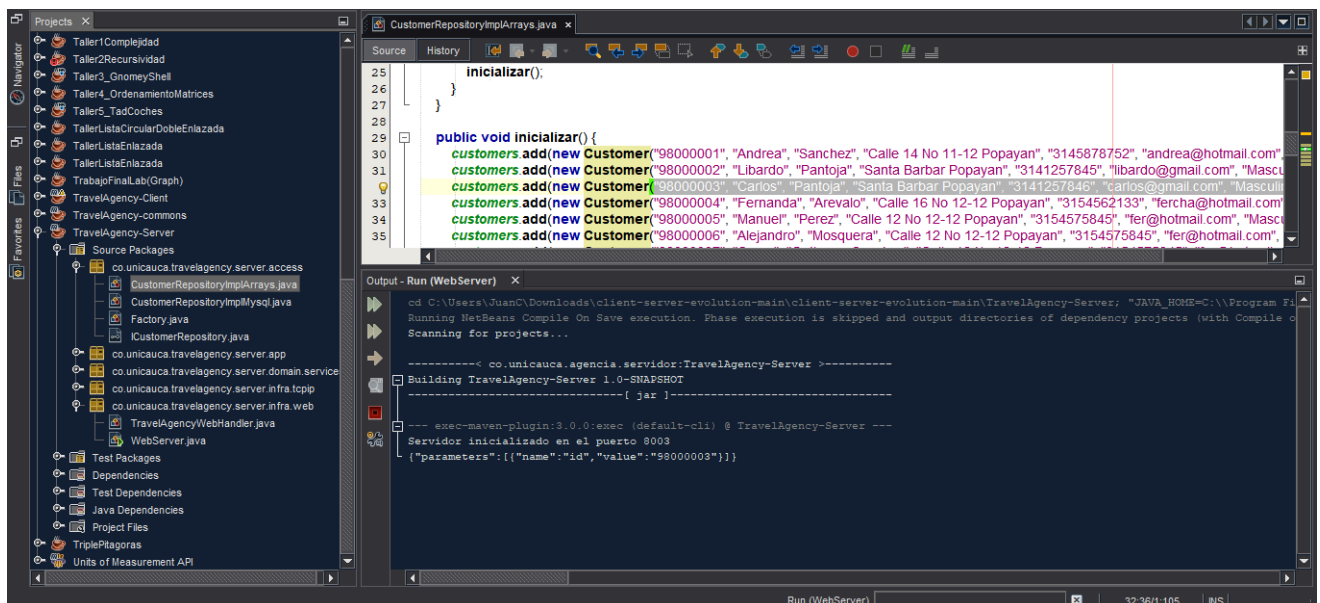 Projects
Navigator
Files
Favorites
Taller1Complejidad
Taller2Recursividad
Taller3_GnomeyShell
Taller4_OrdenamientoMatrices
Taller5_TadCoches
TallerListaCircularDobleEnlazada
TallerListaEnlazada
TallerListaEnlazada
TrabajoFinalLab(Graph)
TravelAgency-Client
TravelAgency-commons
TravelAgency-Server
Source Packages
co.unicauca.travelagency.server.access
CustomerRepositoryImplArrays.java
CustomerRepositoryImplMysql.java
Factory.java
ICustomerRepository.java
co.unicauca.travelagency.server.app
co.unicauca.travelagency.server.domain.service
co.unicauca.travelagency.server.infra.tcpip
co.unicauca.travelagency.server.infra.web
TravelAgencyWebHandler.java
WebServer.java
Test Packages
Dependencies
Test Dependencies
Java Dependencies
Project Files
TriplePitagoras
Units of Measurement API
CustomerRepositoryImplArrays.java
Source History
25 inicializar();
26 }
27 }
28
29 public void inicializar() {
30 customers.add(new Customer("98000001", "Andrea", "Sanchez", "Calle 14 No 11-12 Popayan", "3145878752", "andrea@hotmail.com",
31 customers.add(new Customer("98000002", "Libardo", "Pantoja", "Santa Barbar Popayan", "3141257845", "libardo@gmail.com", "Mascu
customers.add(new Customer("98000003", "Carlos", "Pantoja", "Santa Barbar Popayan", "3141257846", "carlos@gmail.com", "Masculin
33 customers.add(new Customer("98000004", "Fernanda", "Arevalo", "Calle 16 No 12-12 Popayan", "3154562133", "fercha@hotmail.com"
34 customers.add(new Customer("98000005", "Manuel", "Perez", "Calle 12 No 12-12 Popayan", "3154575845", "fer@hotmail.com", "Mascu
35 customers.add(new Customer("98000006", "Alejandro", "Mosquera", "Calle 12 No 12-12 Popayan", "3154575845", "fer@hotmail.com",
Output - Run (WebServer)
cd C:\Users\JuanC\Downloads\client-server-evolution-main\client-server-evolution-main\TravelAgency-Server; "JAVA_HOME=C:\\Program Fi
Running NetBeans Compile On Save execution. Phase execution is skipped and output directories of dependency projects (with Compile o
Scanning for projects...
----------< co.unicauca.agencia.servidor:TravelAgency-Server >----------
Building TravelAgency-Server 1.0-SNAPSHOT
--------------------------------[ jar ]---------------------------------
--- exec-maven-plugin:3.0.0:exec (default-cli) @ TravelAgency-Server ---
Servidor inicializado en el puerto 8003
{"parameters":[{"name":"id","value":"98000003"}]}
Run (WebServer) 32:36/1:105 INS